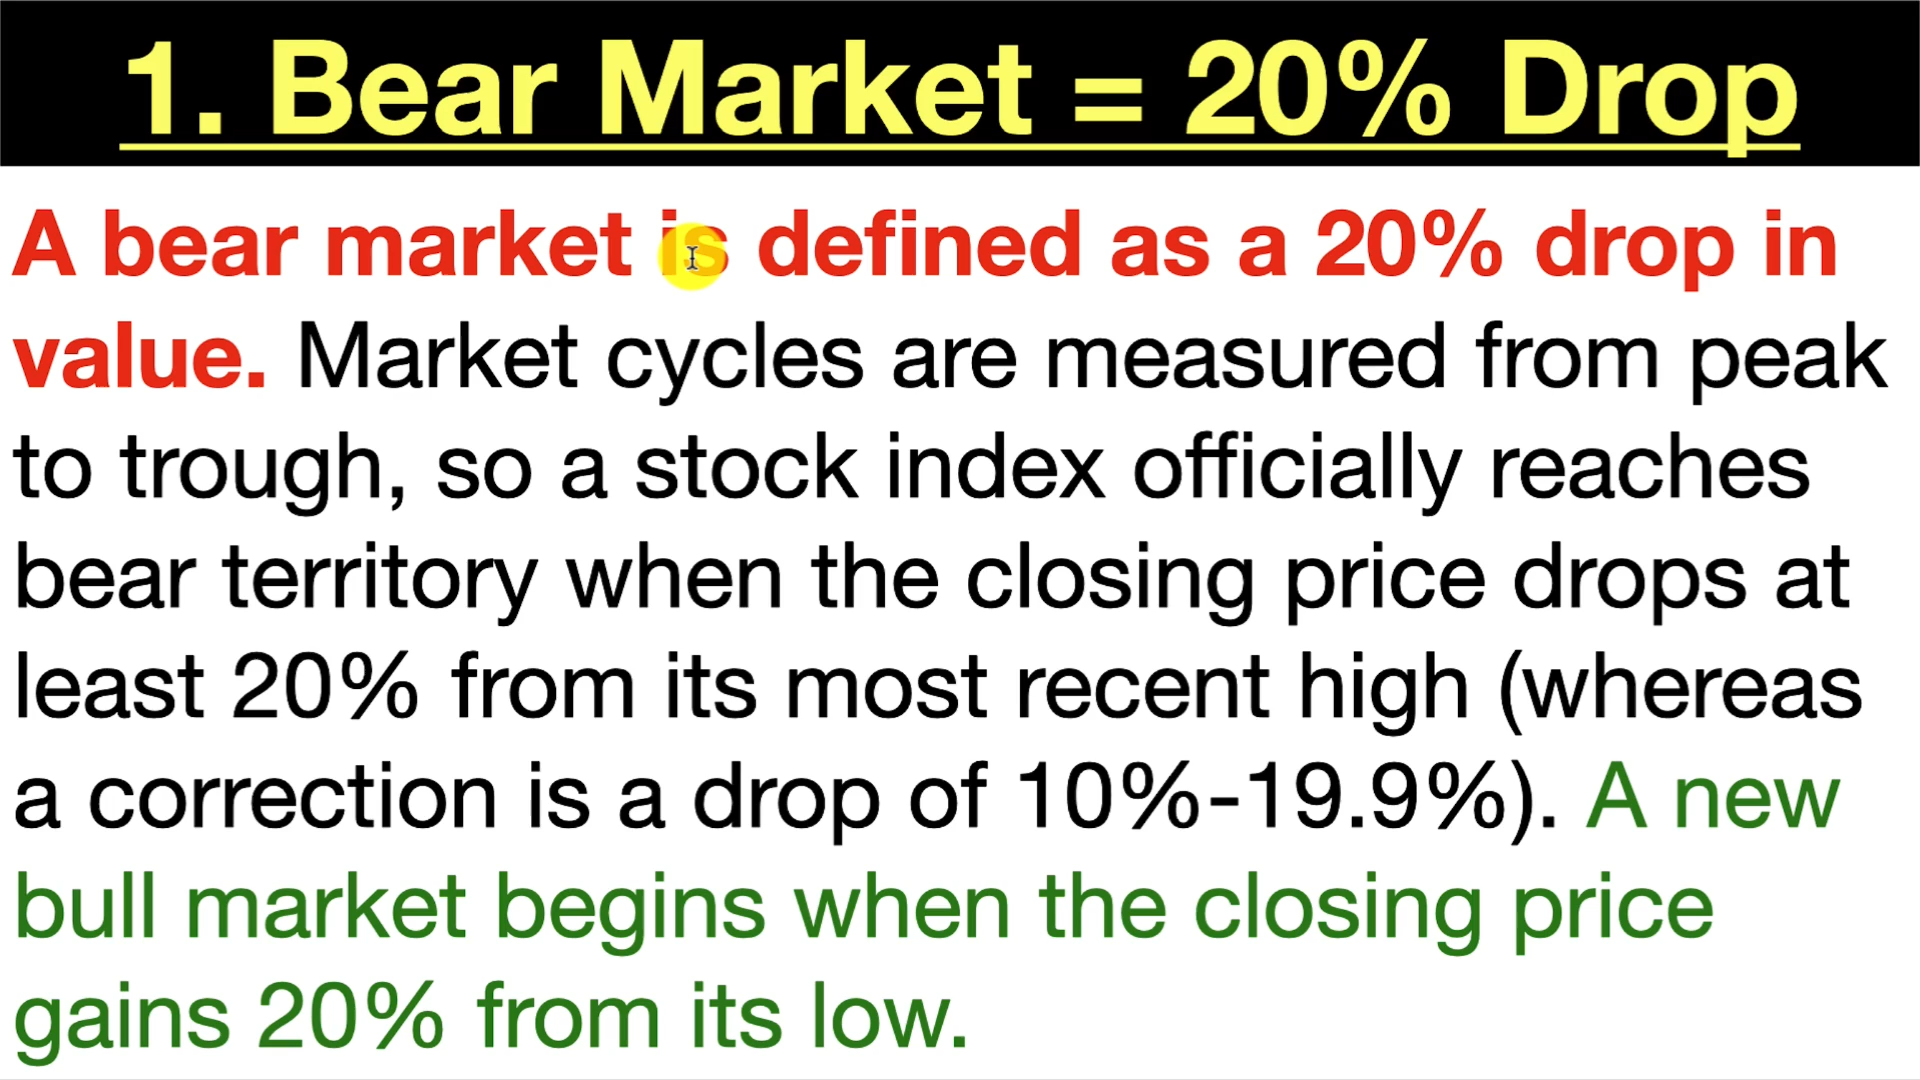 1. Bear Market = 20% Drop
A bear market is defined as a 20% drop in
value. Market cycles are measured from peak
to trough, so a stock index officially reaches
bear territory when the closing price drops at
least 20% from its most recent high (whereas
a correction is a drop of 10%-19.9%). A new
bull market begins when the closing price
gains 20% from its low.